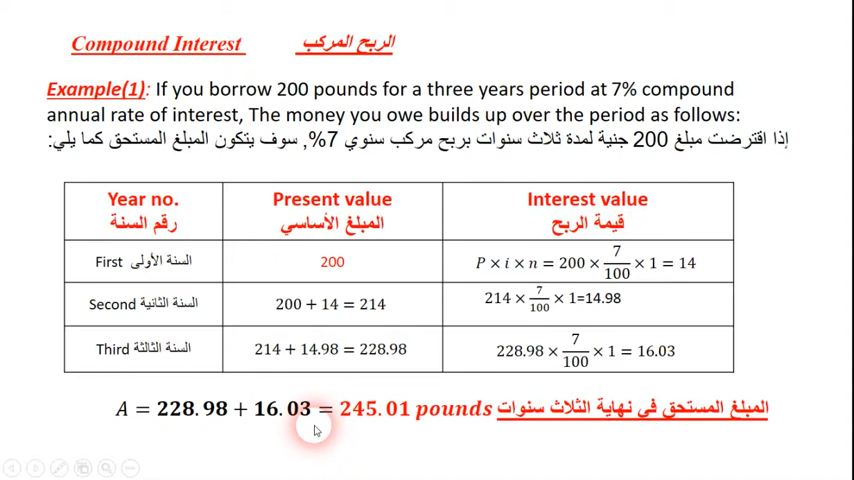 Compound Interest الربح المركب
Example(1): If you borrow 200 pounds for a three years period at 7% compound
annual rate of interest, The money you owe builds up over the period as follows:
إذا اقترضت مبلغ 200 جنية لمدة ثلاث سنوات بربح مركب سنوي 7%, سوف يتكون المبلغ المستحق كما يلي:
Year no. Present value Interest value
رقم السنة المبلغ الأساسي قيمة الربح
First السنة الأولى 200 P × i × n = 200 × 7/100 × 1 = 14
Second السنة الثانية 200 + 14 = 214 214 × 7/100 × 1=14.98
Third السنة الثالثة 214 + 14.98 = 228.98 228.98 × 7/100 × 1 = 16.03
A = 228.98 + 16.03 = 245.01 pounds المبلغ المستحق في نهاية الثلاث سنوات